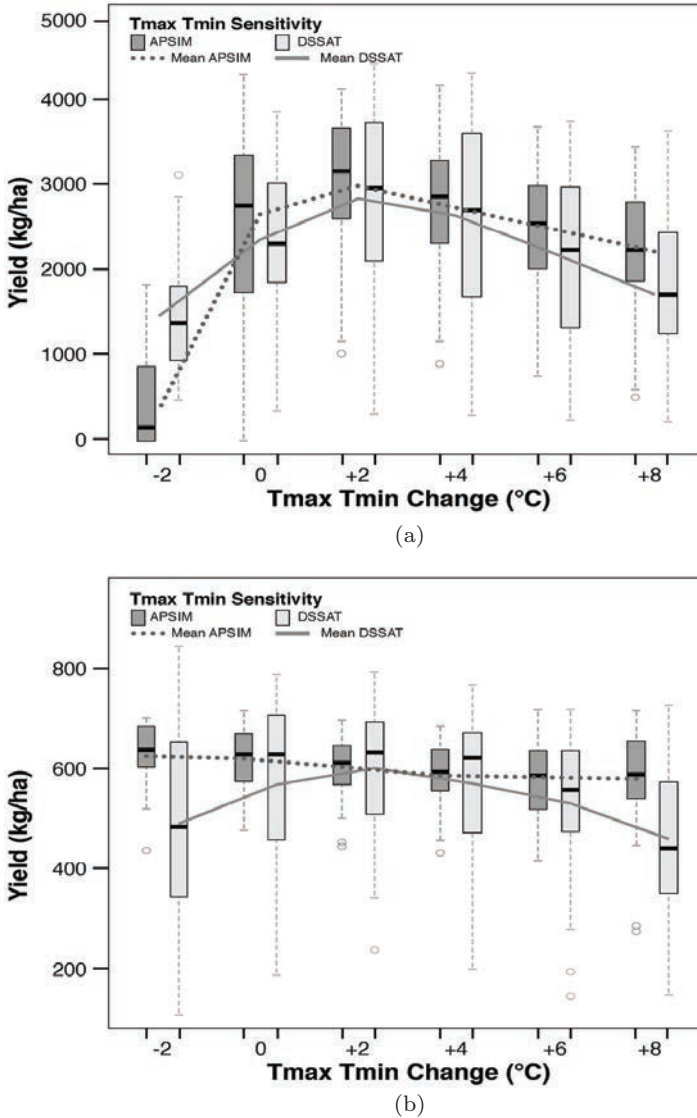 Tmax Tmin Sensitivity
APSIM DSSAT
Mean APSIM Mean DSSAT
5000
4000
3000
2000
1000
0
Yield (kg/ha)
-2 0 +2 +4 +6 +8
Tmax Tmin Change (°C)
(a)
Tmax Tmin Sensitivity
APSIM DSSAT
Mean APSIM Mean DSSAT
800
600
400
200
Yield (kg/ha)
-2 0 +2 +4 +6 +8
Tmax Tmin Change (°C)
(b)